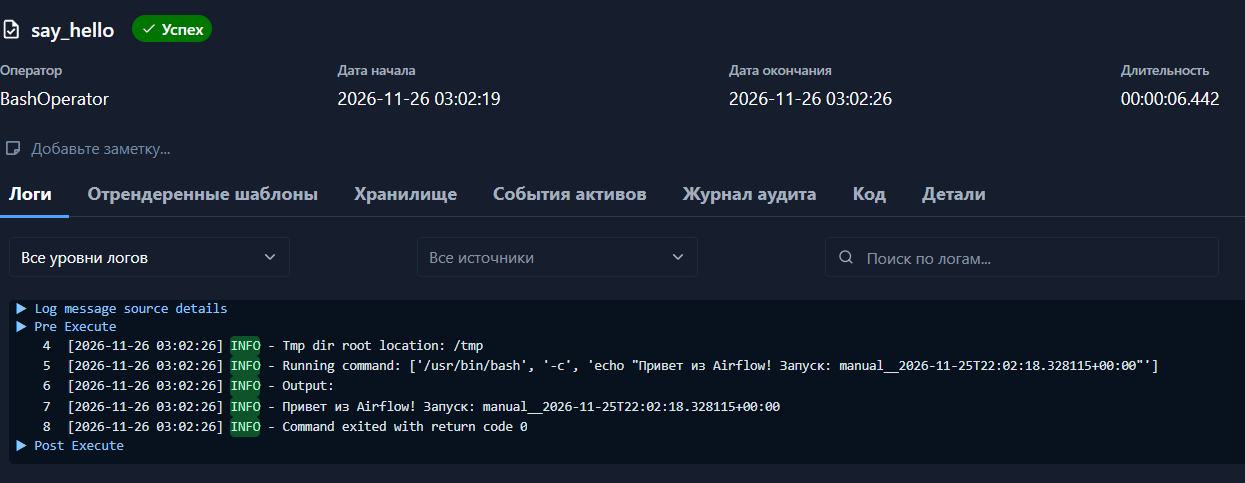 say_hello Успех
Оператор Дата начала Дата окончания Длительность
BashOperator 2026-11-26 03:02:19 2026-11-26 03:02:26 00:00:06.442
Добавьте заметку...
Логи Отрендеренные шаблоны Хранилище События активов Журнал аудита Код Детали
Все уровни логов Все источники Поиск по логам...
Log message source details
Pre Execute
4 [2026-11-26 03:02:26] INFO - Tmp dir root location: /tmp
5 [2026-11-26 03:02:26] INFO - Running command: ['/usr/bin/bash', '-c', 'echo "Привет из Airflow! Запуск: manual__2026-11-25T22:02:18.328115+00:00"']
6 [2026-11-26 03:02:26] INFO - Output:
7 [2026-11-26 03:02:26] INFO - Привет из Airflow! Запуск: manual__2026-11-25T22:02:18.328115+00:00
8 [2026-11-26 03:02:26] INFO - Command exited with return code 0
Post Execute